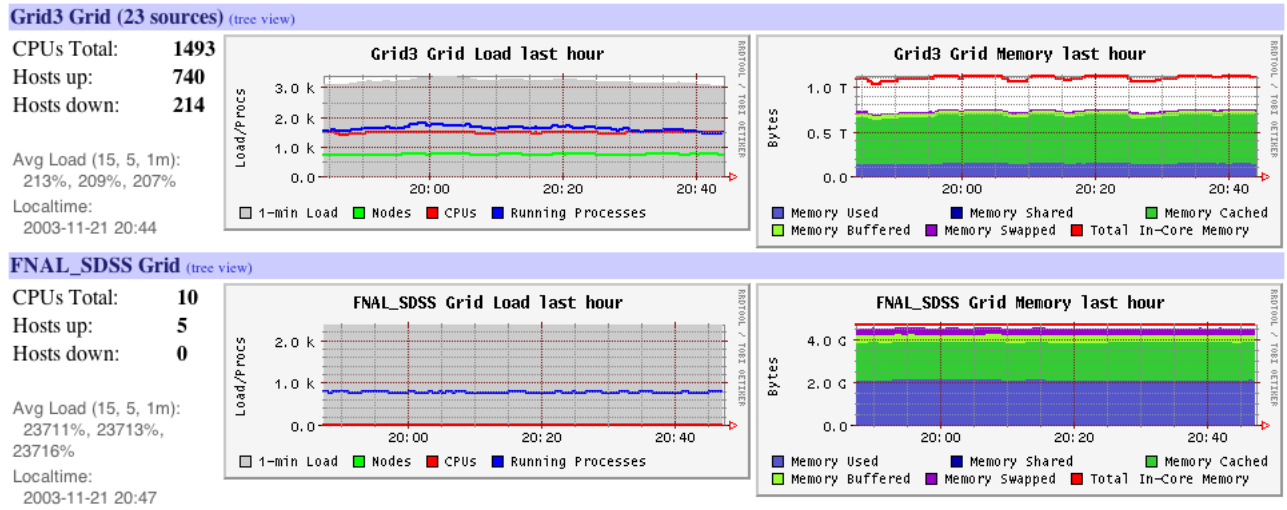 Grid3 Grid (23 sources) (tree view)
CPUs Total: 1493
Hosts up: 740
Hosts down: 214
Avg Load (15, 5, 1m):
213%, 209%, 207%
Localtime:
2003-11-21 20:44
Grid3 Grid Load last hour
RRDTOOL / TOBI OETIKER
Load/Procs
3.0 k
2.0 k
1.0 k
0.0
20:00 20:20 20:40
1-min Load Nodes CPUs Running Processes
Grid3 Grid Memory last hour
RRDTOOL / TOBI OETIKER
Bytes
1.0 T
0.5 T
0.0
20:00 20:20 20:40
Memory Used Memory Shared Memory Cached
Memory Buffered Memory Swapped Total In-Core Memory
FNAL_SDSS Grid (tree view)
CPUs Total: 10
Hosts up: 5
Hosts down: 0
Avg Load (15, 5, 1m):
23711%, 23713%,
23716%
Localtime:
2003-11-21 20:47
FNAL_SDSS Grid Load last hour
RRDTOOL / TOBI OETIKER
Load/Procs
2.0 k
1.0 k
0.0
20:00 20:20 20:40
1-min Load Nodes CPUs Running Processes
FNAL_SDSS Grid Memory last hour
RRDTOOL / TOBI OETIKER
Bytes
4.0 G
2.0 G
0.0
20:00 20:20 20:40
Memory Used Memory Shared Memory Cached
Memory Buffered Memory Swapped Total In-Core Memory